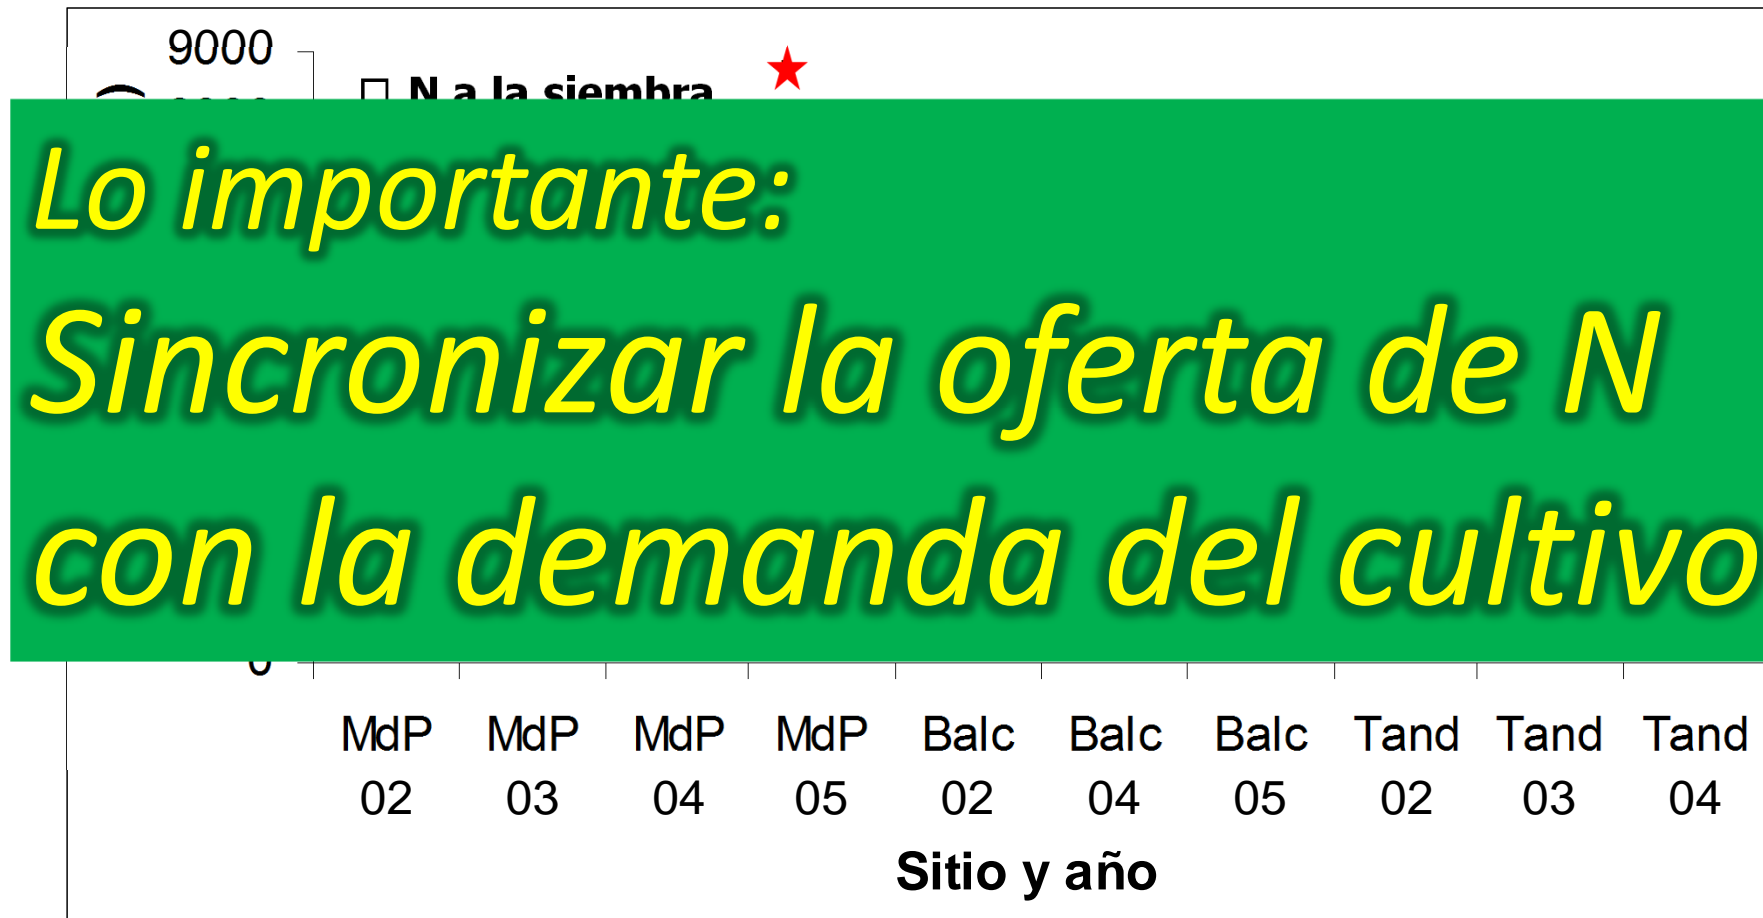 9000
N a la siembra
Lo importante:
Sincronizar la oferta de N
con la demanda del cultivo
0
MdP MdP MdP MdP Balc Balc Balc Tand Tand Tand
02 03 04 05 02 04 05 02 03 04
Sitio y año